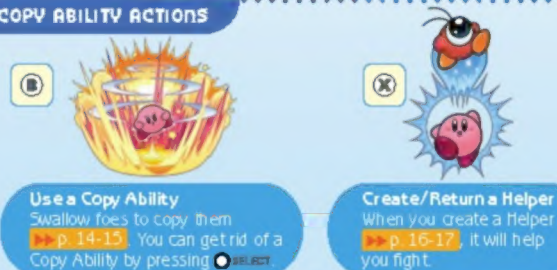 COPY ABILITY ACTIONS
B
X
Use a Copy Ability
Swallow foes to copy them
▶▶p. 14-15. You can get rid of a
Copy Ability by pressing SELECT.
Create/Return a Helper
When you create a Helper
▶▶p. 16-17, it will help
you fight.